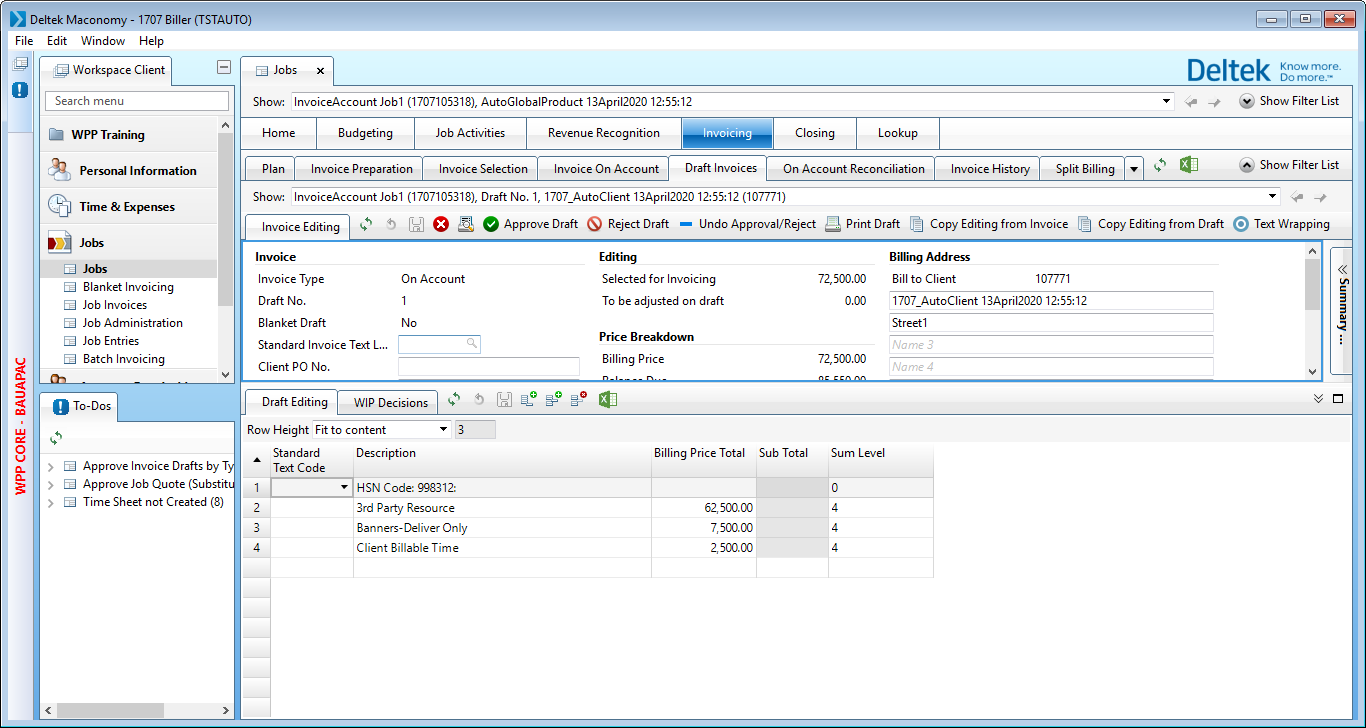 Deltek Maconomy - 1707 Biller (TSTAUTO)
File Edit Window Help
Workspace Client
Search menu
WPP Training
Personal Information
Time & Expenses
Jobs
Jobs
Blanket Invoicing
Job Invoices
Job Administration
Job Entries
Batch Invoicing
WPP CORE - BAUAPAC
To-Dos
Approve Invoice Drafts by Ty
Approve Job Quote (Substitu
Time Sheet not Created (8)
Jobs
Deltek Know more.
Do more.™
Show: InvoiceAccount Job1 (1707105318), AutoGlobalProduct 13April2020 12:55:12 Show Filter List
Home Budgeting Job Activities Revenue Recognition Invoicing Closing Lookup
Plan Invoice Preparation Invoice Selection Invoice On Account Draft Invoices On Account Reconciliation Invoice History Split Billing Show Filter List
Show: InvoiceAccount Job1 (1707105318), Draft No. 1, 1707_AutoClient 13April2020 12:55:12 (107771)
Invoice Editing Approve Draft Reject Draft Undo Approval/Reject Print Draft Copy Editing from Invoice Copy Editing from Draft Text Wrapping
Invoice Editing Billing Address
Invoice Type On Account Selected for Invoicing 72,500.00 Bill to Client 107771
Draft No. 1 To be adjusted on draft 0.00 1707_AutoClient 13April2020 12:55:12
Blanket Draft No Street1
Price Breakdown
Standard Invoice Text L... Name 3
Client PO No. Billing Price 72,500.00 Name 4
Balance Due 85,550.00
Summary ...
Draft Editing WIP Decisions
Row Height Fit to content 3
Standard Text Code Description Billing Price Total Sub Total Sum Level
1 HSN Code: 998312: 0
2 3rd Party Resource 62,500.00 4
3 Banners-Deliver Only 7,500.00 4
4 Client Billable Time 2,500.00 4